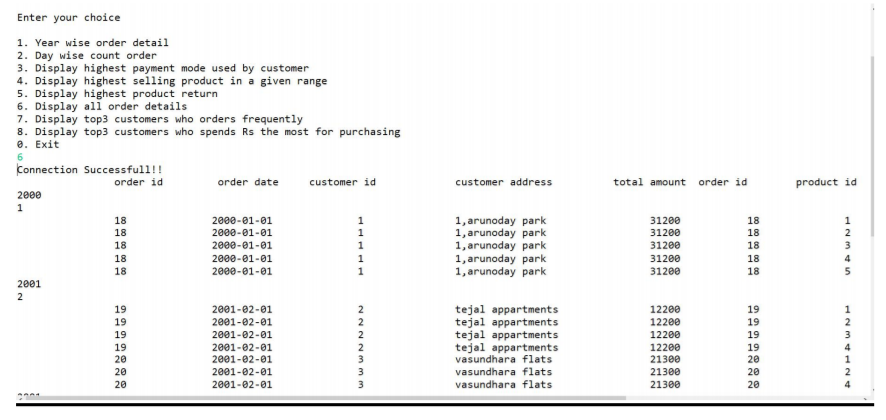 Enter your choice
1. Year wise order detail
2. Day wise count order
3. Display highest payment mode used by customer
4. Display highest selling product in a given range
5. Display highest product return
6. Display all order details
7. Display top3 customers who orders frequently
8. Display top3 customers who spends Rs the most for purchasing
0. Exit
6
Connection Successfull!!
order id order date customer id customer address total amount order id product id
2000
1
18 2000-01-01 1 1,arunoday park 31200 18 1
18 2000-01-01 1 1,arunoday park 31200 18 2
18 2000-01-01 1 1,arunoday park 31200 18 3
18 2000-01-01 1 1,arunoday park 31200 18 4
18 2000-01-01 1 1,arunoday park 31200 18 5
2001
2
19 2001-02-01 2 tejal appartments 12200 19 1
19 2001-02-01 2 tejal appartments 12200 19 2
19 2001-02-01 2 tejal appartments 12200 19 3
19 2001-02-01 2 tejal appartments 12200 19 4
20 2001-02-01 3 vasundhara flats 21300 20 1
20 2001-02-01 3 vasundhara flats 21300 20 2
20 2001-02-01 3 vasundhara flats 21300 20 4